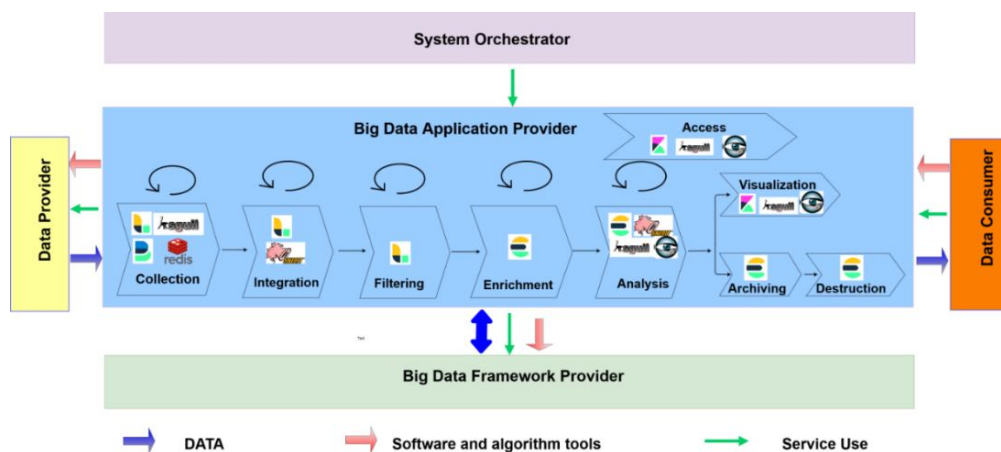 System Orchestrator
Big Data Application Provider
Access
Data Provider
Data Consumer
Visualization
redis
Collection
Integration
Filtering
Enrichment
Analysis
Archiving
Destruction
Big Data Framework Provider
DATA
Software and algorithm tools
Service Use